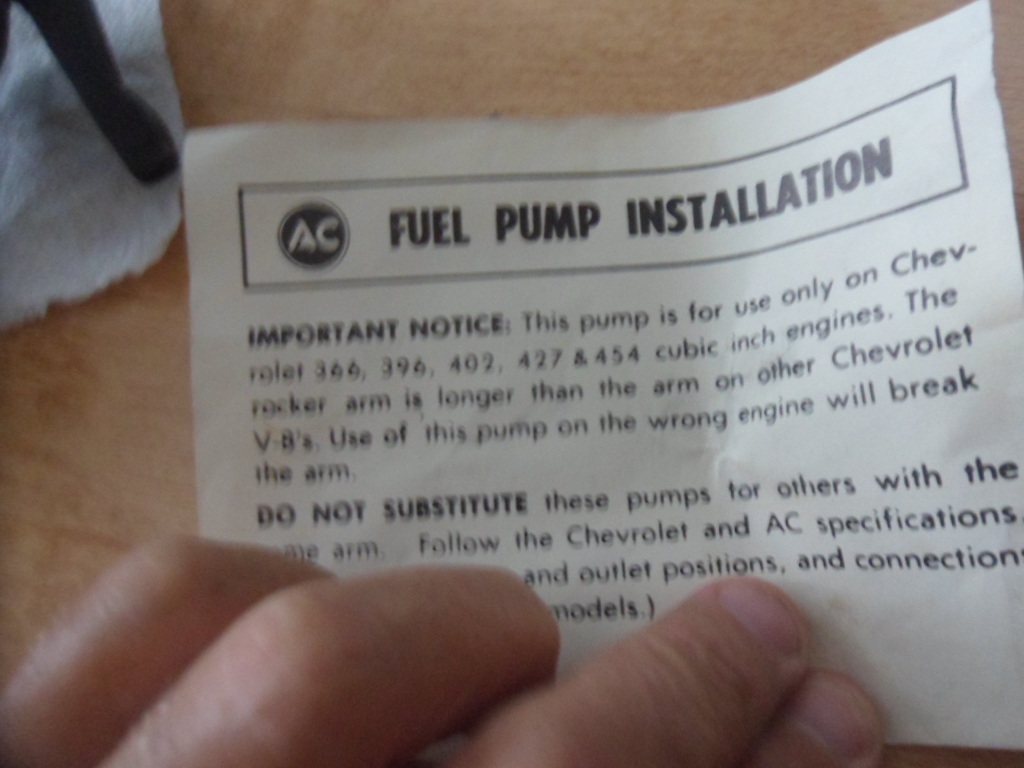 AC FUEL PUMP INSTALLATION
IMPORTANT NOTICE: This pump is for use only on Chev-
rolet 366, 396, 402, 427 & 454 cubic inch engines. The
rocker arm is longer than the arm on other Chevrolet
V-8's. Use of this pump on the wrong engine will break
the arm.
DO NOT SUBSTITUTE these pumps for others with the
arm. Follow the Chevrolet and AC specifications.
and outlet positions, and connections
models.)